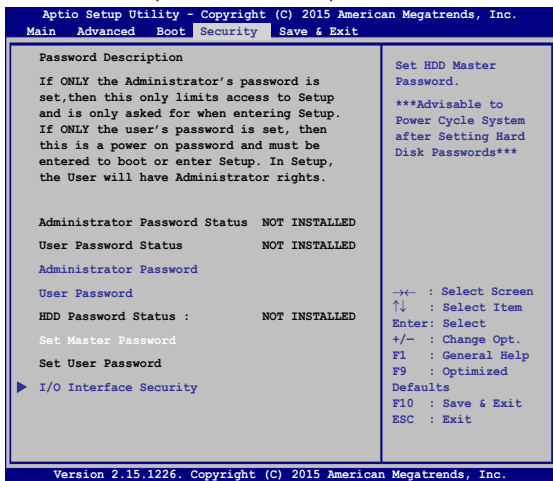 Aptio Setup Utility - Copyright (C) 2015 American Megatrends, Inc.
Main Advanced Boot Security Save & Exit
Password Description
If ONLY the Administrator's password is
set,then this only limits access to Setup
and is only asked for when entering Setup.
If ONLY the user's password is set, then
this is a power on password and must be
entered to boot or enter Setup. In Setup,
the User will have Administrator rights.
Administrator Password Status NOT INSTALLED
User Password Status NOT INSTALLED
Administrator Password
User Password
HDD Password Status : NOT INSTALLED
Set Master Password
Set User Password
I/O Interface Security
Set HDD Master
Password.
***Advisable to
Power Cycle System
after Setting Hard
Disk Passwords***
→← : Select Screen
↑↓ : Select Item
Enter: Select
+/— : Change Opt.
F1 : General Help
F9 : Optimized
Defaults
F10 : Save & Exit
ESC : Exit
Version 2.15.1226. Copyright (C) 2015 American Megatrends, Inc.